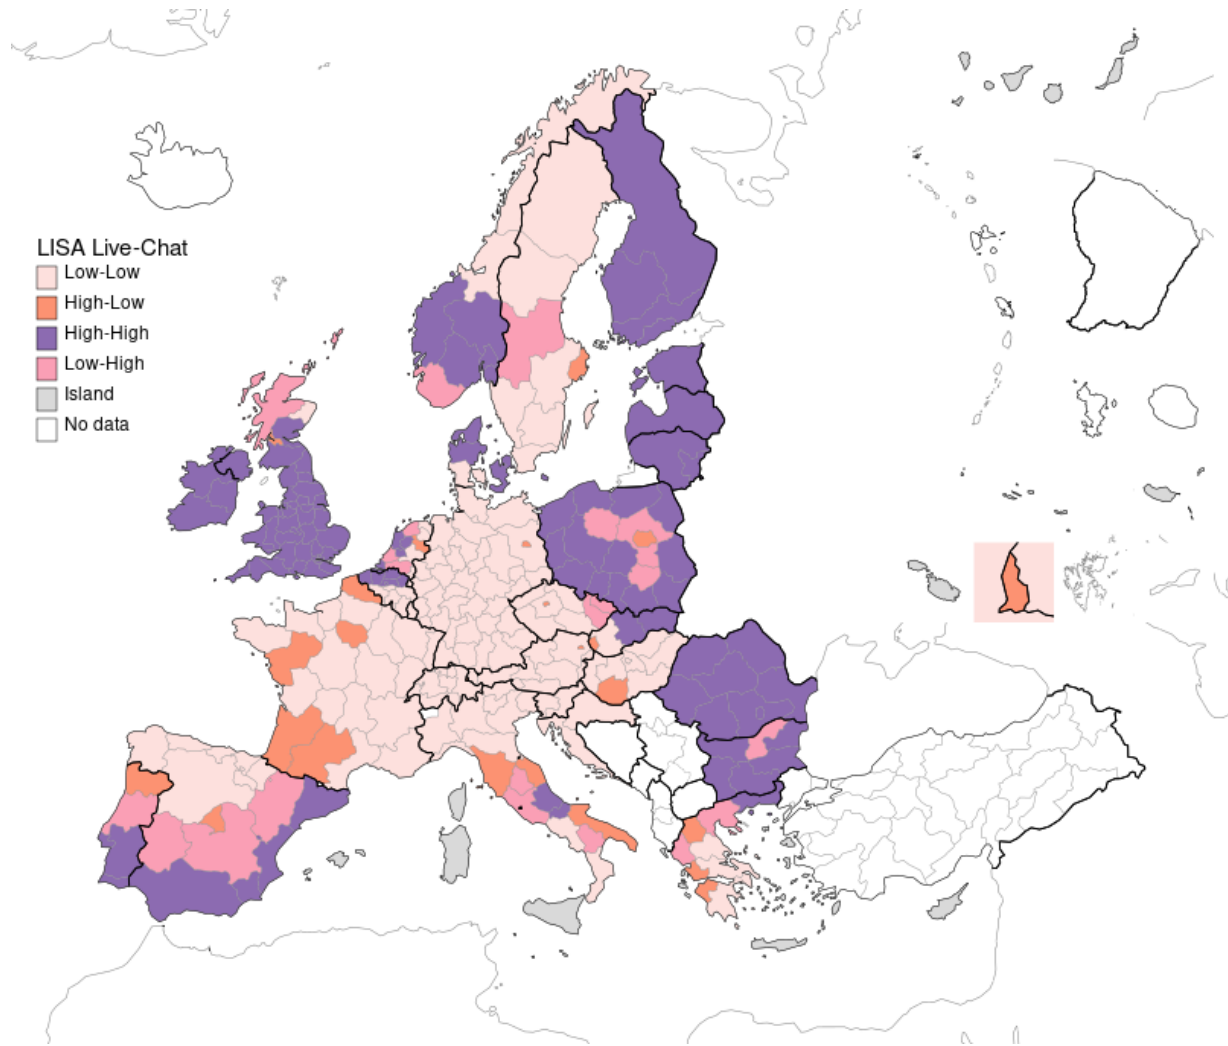 LISA Live-Chat
Low-Low
High-Low
High-High
Low-High
Island
No data